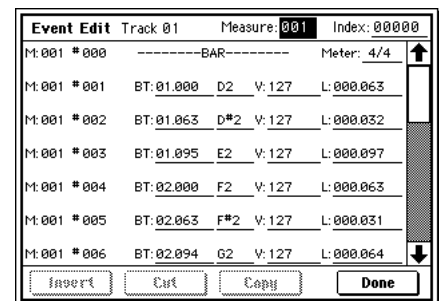 Event Edit Track 01 Measure: 001 Index: 00000
M: 001 #000 --------BAR-------- Meter: 4/4
M: 001 #001 BT: 01.000 D2 V: 127 L: 000.063
M: 001 #002 BT: 01.063 D#2 V: 127 L: 000.032
M: 001 #003 BT: 01.095 E2 V: 127 L: 000.097
M: 001 #004 BT: 02.000 F2 V: 127 L: 000.063
M: 001 #005 BT: 02.063 F#2 V: 127 L: 000.031
M: 001 #006 BT: 02.094 G2 V: 127 L: 000.064
Insert Cut Copy Done